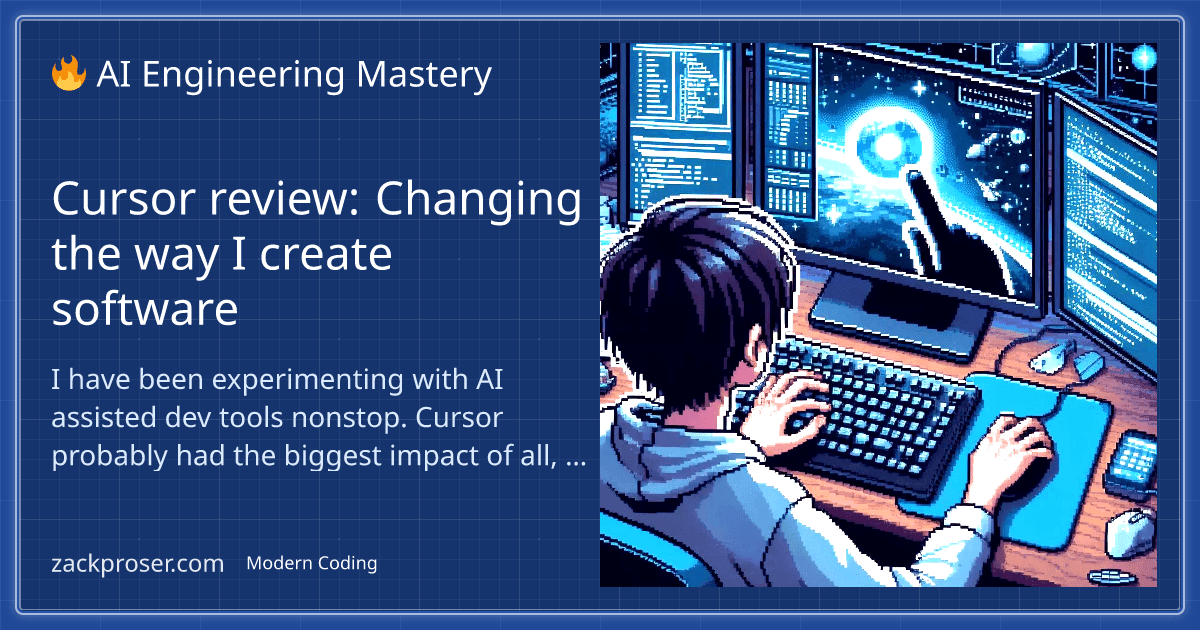 🔥 AI Engineering Mastery
Cursor review: Changing
the way I create
software
I have been experimenting with AI
assisted dev tools nonstop. Cursor
probably had the biggest impact of all, ...
zackproser.com Modern Coding